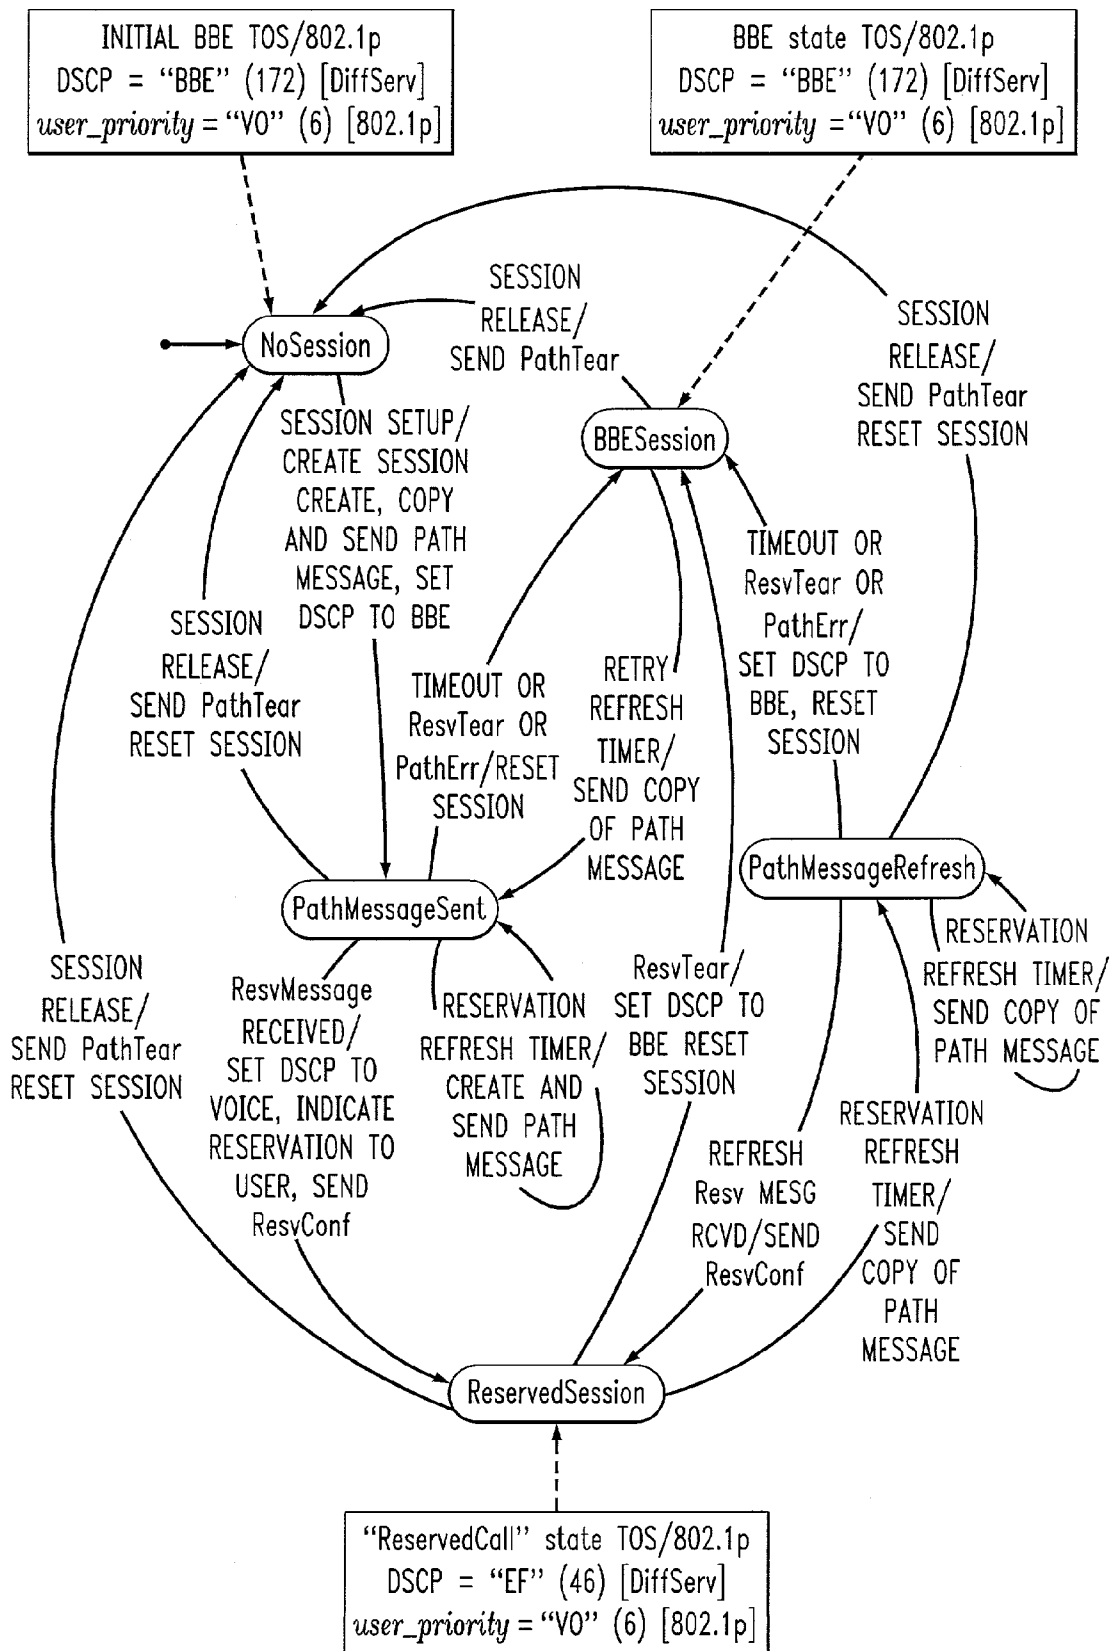 INITIAL BBE TOS/802.1p
DSCP = “BBE” (172) [DiffServ]
user_priority = “VO” (6) [802.1p]
BBE state TOS/802.1p
DSCP = “BBE” (172) [DiffServ]
user_priority = “VO” (6) [802.1p]
SESSION
RELEASE/
SEND PathTear
NoSession
SESSION
RELEASE/
SEND PathTear
RESET SESSION
SESSION SETUP/
CREATE SESSION
CREATE, COPY
AND SEND PATH
MESSAGE, SET
DSCP TO BBE
BBESession
TIMEOUT OR
ResvTear OR
PathErr/
SET DSCP TO
BBE, RESET
SESSION
SESSION
RELEASE/
SEND PathTear
RESET SESSION
TIMEOUT OR
ResvTear OR
PathErr/RESET
SESSION
RETRY
REFRESH
TIMER/
SEND COPY
OF PATH
MESSAGE
PathMessageSent
PathMessageRefresh
SESSION
RELEASE/
SEND PathTear
RESET SESSION
ResvMessage
RECEIVED/
SET DSCP TO
VOICE, INDICATE
RESERVATION TO
USER, SEND
ResvConf
RESERVATION
REFRESH TIMER/
CREATE AND
SEND PATH
MESSAGE
ResvTear/
SET DSCP TO
BBE RESET
SESSION
RESERVATION
REFRESH TIMER/
SEND COPY OF
PATH MESSAGE
REFRESH
Resv MESG
RCVD/SEND
ResvConf
RESERVATION
REFRESH
TIMER/
SEND
COPY OF
PATH
MESSAGE
ReservedSession
“ReservedCall” state TOS/802.1p
DSCP = “EF” (46) [DiffServ]
user_priority = “VO” (6) [802.1p]